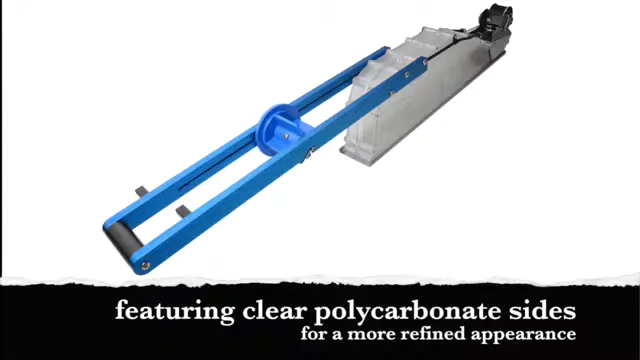 featuring clear polycarbonate sides
for a more refined appearance